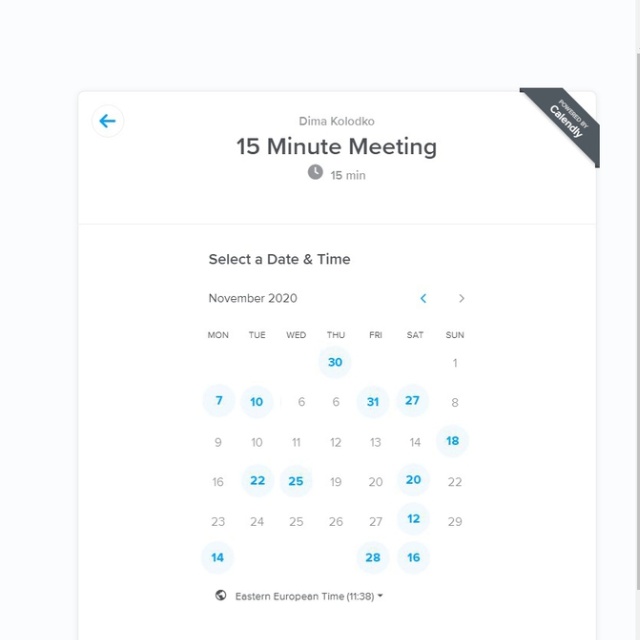 POWERED BY
Calendly
Dima Kolodko
15 Minute Meeting
15 min
Select a Date & Time
November 2020
MON TUE WED THU FRI SAT SUN
30 1
7 10 6 6 31 27 8
9 10 11 12 13 14 18
16 22 25 19 20 20 22
23 24 25 26 27 12 29
14 28 16
Eastern European Time (11:38)